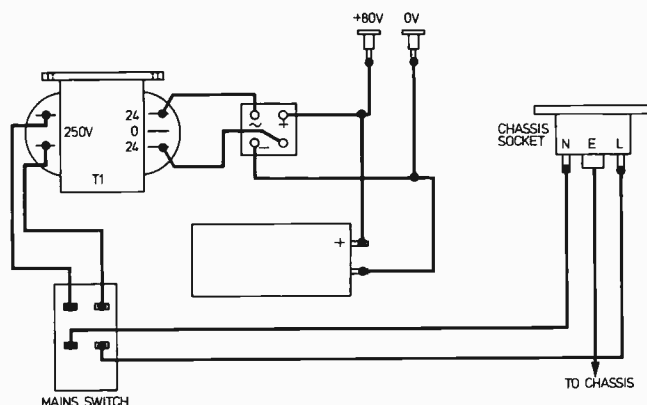 +80V 0V
24
250V 0
24
T1
~ +
-
+
CHASSIS
SOCKET
N E L
TO CHASSIS
MAINS SWITCH